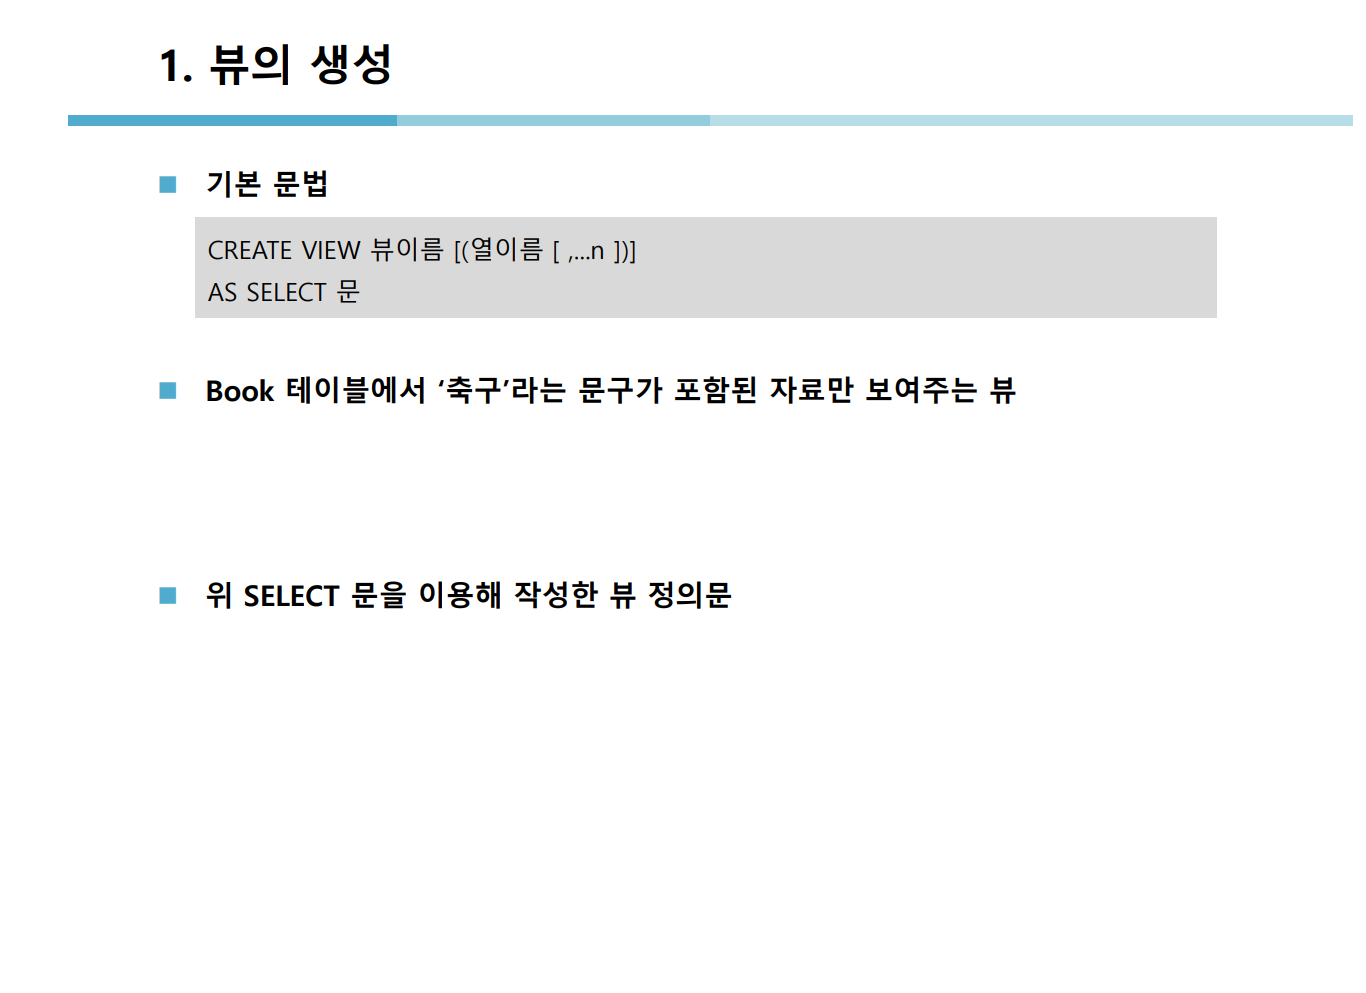 1. 뷰의 생성
기본 문법
CREATE VIEW 뷰이름 [(열이름 [ ,...n ])]
AS SELECT 문
Book 테이블에서 ‘축구’라는 문구가 포함된 자료만 보여주는 뷰
위 SELECT 문을 이용해 작성한 뷰 정의문